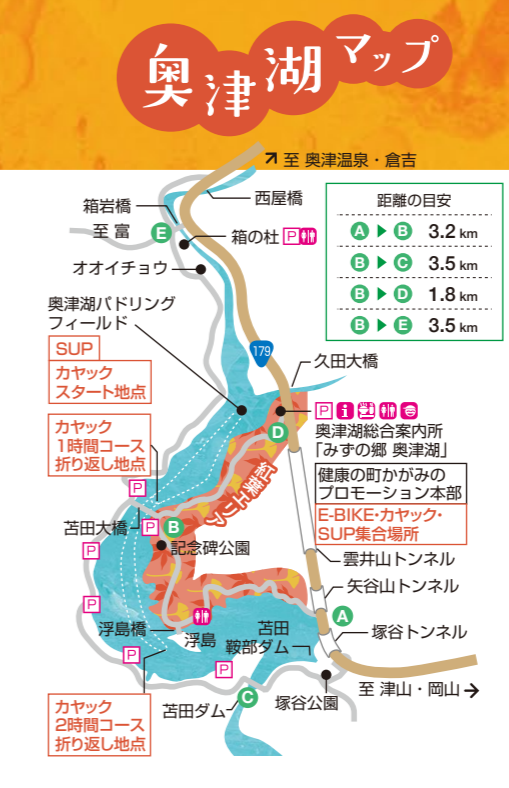 奥津湖マップ
至 奥津温泉・倉吉
西屋橋
箱岩橋
至 富
E
箱の杜 P
オオイチョウ
距離の目安
A B 3.2 km
B C 3.5 km
B D 1.8 km
B E 3.5 km
奥津湖パドリング
フィールド
SUP
カヤック
スタート地点
179
久田大橋
P i
D
奥津湖総合案内所
「みずの郷 奥津湖」
健康の町かがみの
プロモーション本部
E-BIKE・カヤック・
SUP集合場所
カヤック
1時間コース
折り返し地点
紅葉エリア
P
苫田大橋
P B
記念碑公園
P
雲井山トンネル
矢谷山トンネル
P
A
塚谷トンネル
浮島橋
浮島
苫田
鞍部ダム
P
P
至 津山・岡山
カヤック
2時間コース
折り返し地点
苫田ダム
C
塚谷公園